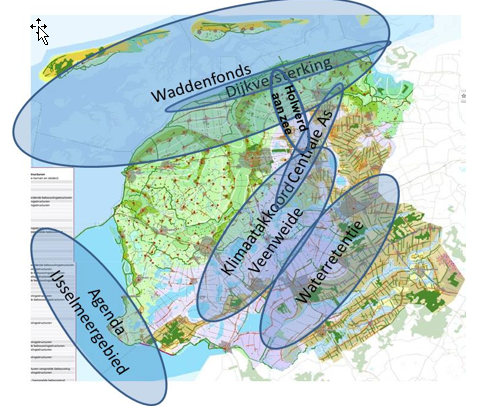 Waddenfonds
Dijkversterking
Holwerd
aan zee
Centrale As
Klimaatakkoord
Veenweide
Waterretentie
Agenda
IJsselmeergebied